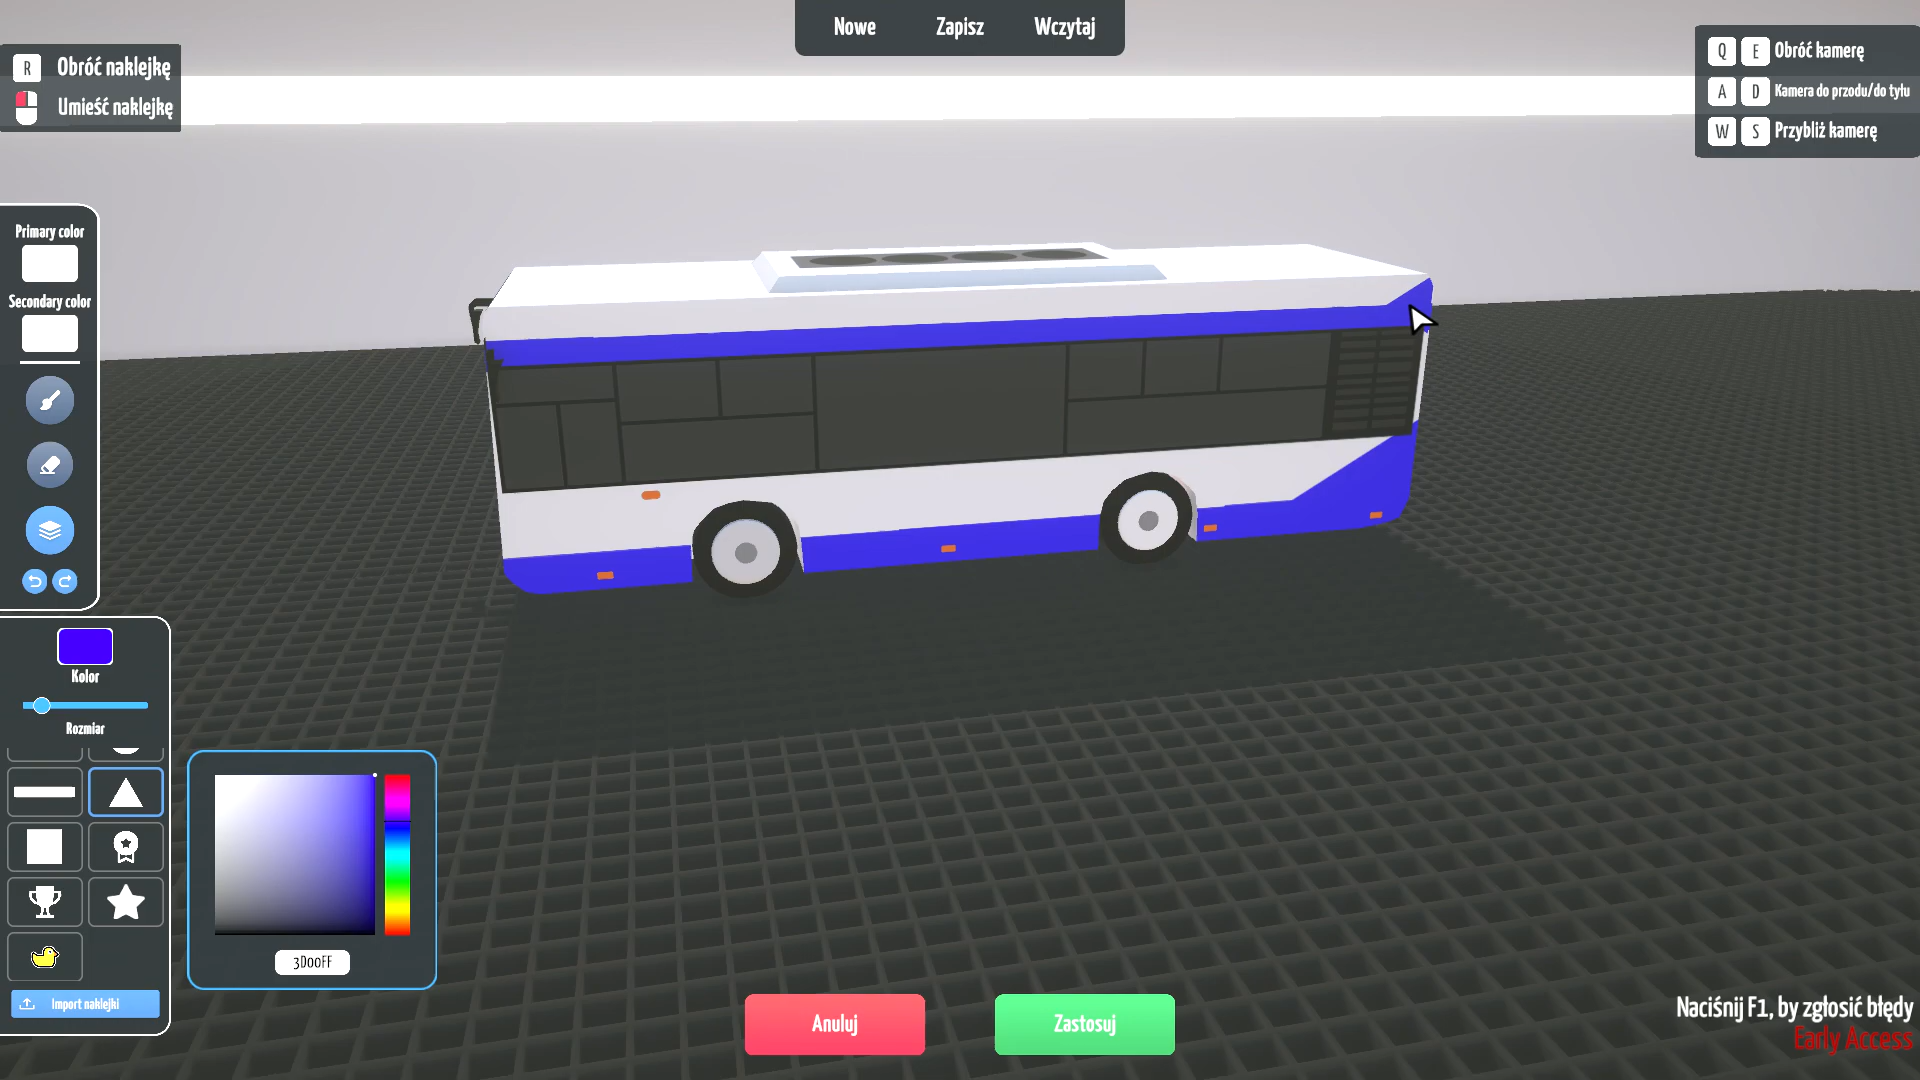 Nowe Zapisz Wczytaj
R Obróć naklejkę
Umieść naklejkę
Q E Obróć kamerę
A D Kamera do przodu/do tyłu
W S Przybliż kamerę
Primary color
Secondary color
Kolor
Rozmiar
3D00FF
Import naklejki
Anuluj Zastosuj
Naciśnij F1, by zgłosić błędy
Early Access